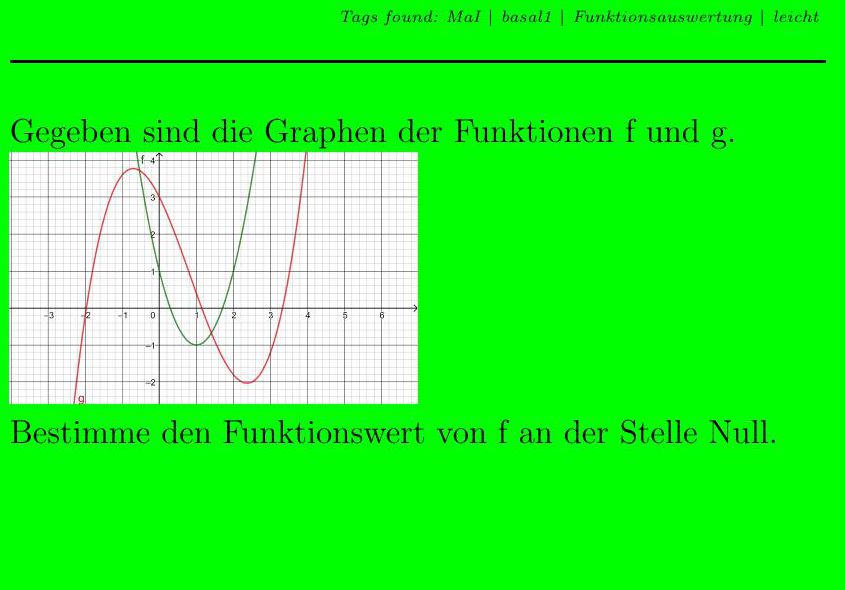 Tags found: MaI | basal1 | Funktionsauswertung | leicht
Gegeben sind die Graphen der Funktionen f und g.
f 4
3
2
1
-3 -2 -1 0 1 2 3 4 5 6
-1
-2
g
Bestimme den Funktionswert von f an der Stelle Null.